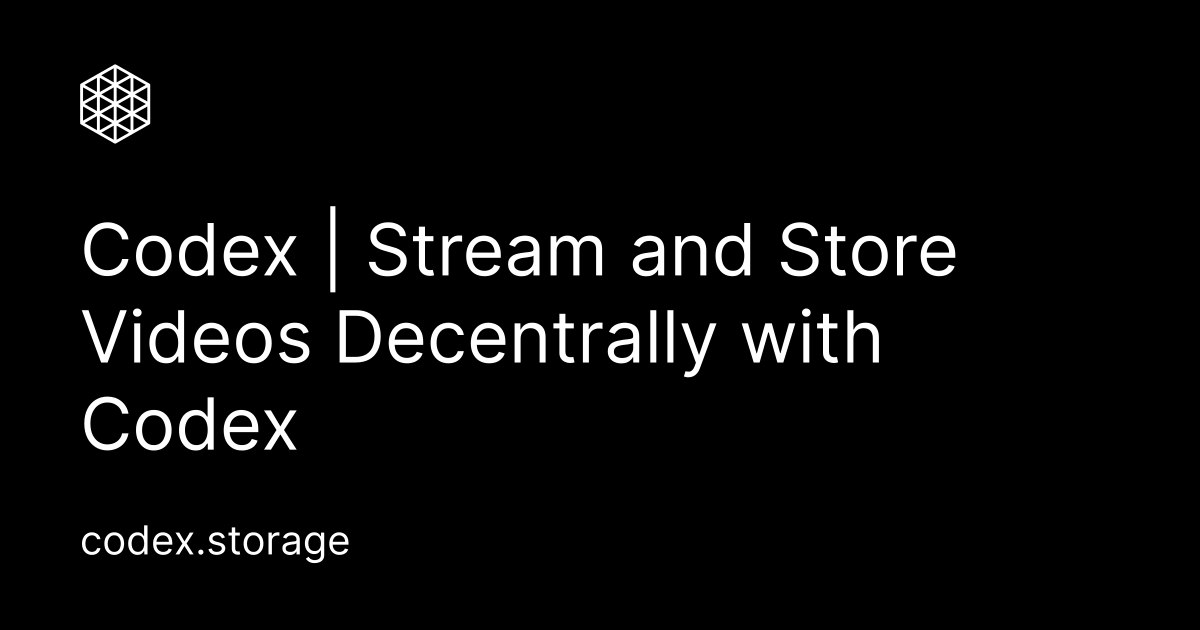 Codex | Stream and Store
Videos Decentrally with
Codex
codex.storage